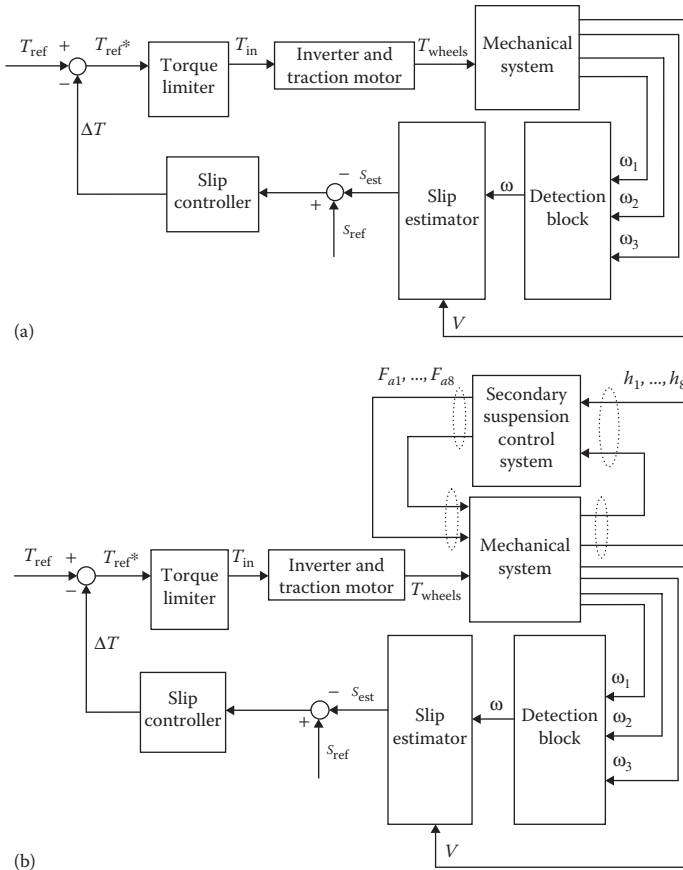 T_ref + T_ref* Torque limiter T_in Inverter and traction motor T_wheels Mechanical system
−
ΔT
Slip controller
− s_est
+
s_ref
Slip estimator
ω
Detection block
ω_1
ω_2
ω_3
V
(a)
F_a1, ..., F_a8
Secondary suspension control system
h_1, ..., h_8
T_ref + T_ref* Torque limiter T_in Inverter and traction motor T_wheels Mechanical system
−
ΔT
Slip controller
− s_est
+
s_ref
Slip estimator
ω
Detection block
ω_1
ω_2
ω_3
V
(b)